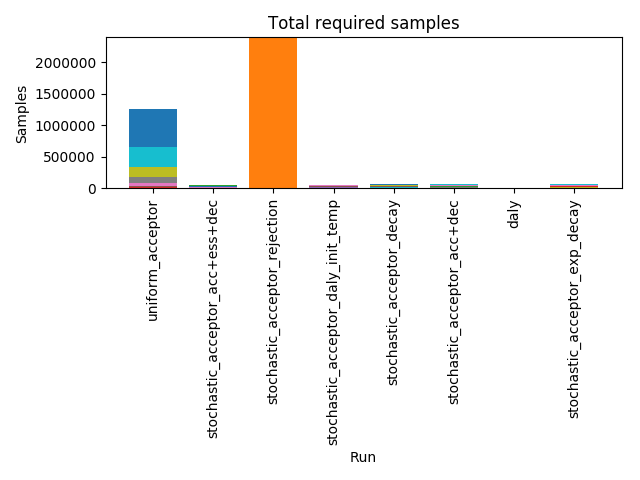 Total required samples
Samples
2000000
1500000
1000000
500000
0
uniform_acceptor
stochastic_acceptor_acc+ess+dec
stochastic_acceptor_rejection
stochastic_acceptor_daly_init_temp
stochastic_acceptor_decay
stochastic_acceptor_acc+dec
daly
stochastic_acceptor_exp_decay
Run